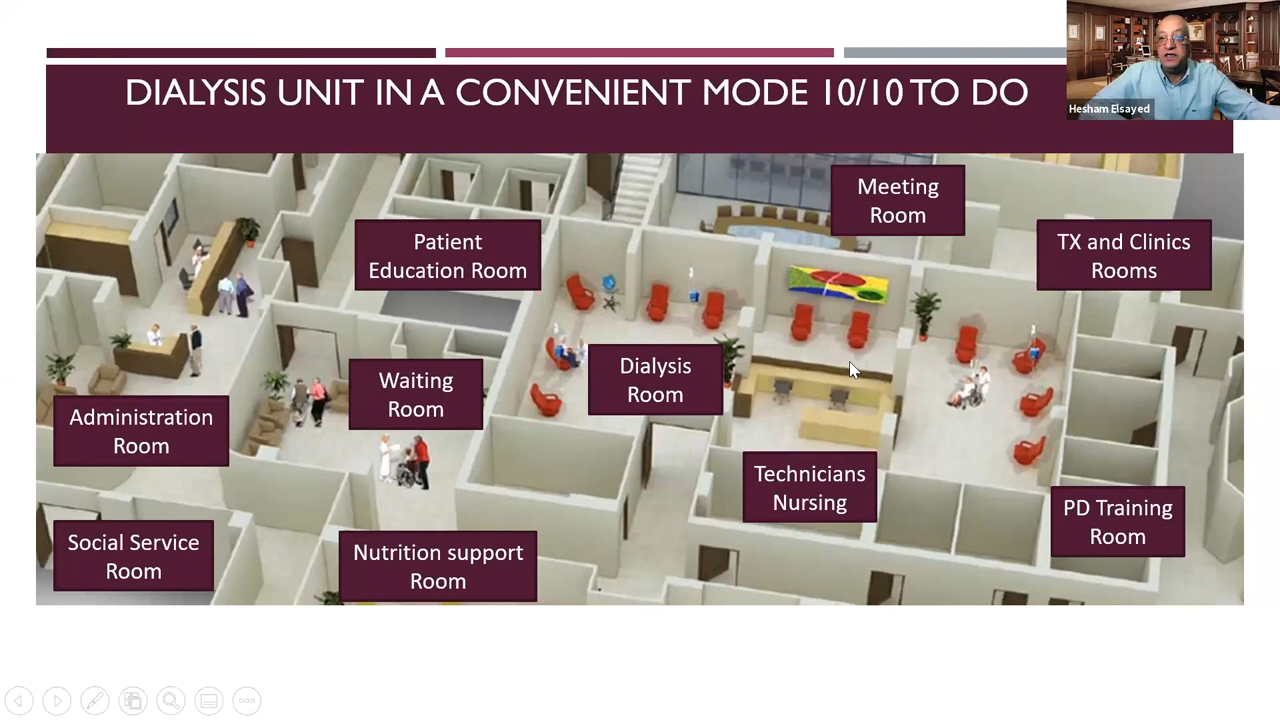 DIALYSIS UNIT IN A CONVENIENT MODE 10/10 TO DO
Hesham Elsayed
Meeting
Room
Patient
Education Room
TX and Clinics
Rooms
Dialysis
Room
Waiting
Room
Administration
Room
Technicians
Nursing
PD Training
Room
Social Service
Room
Nutrition support
Room